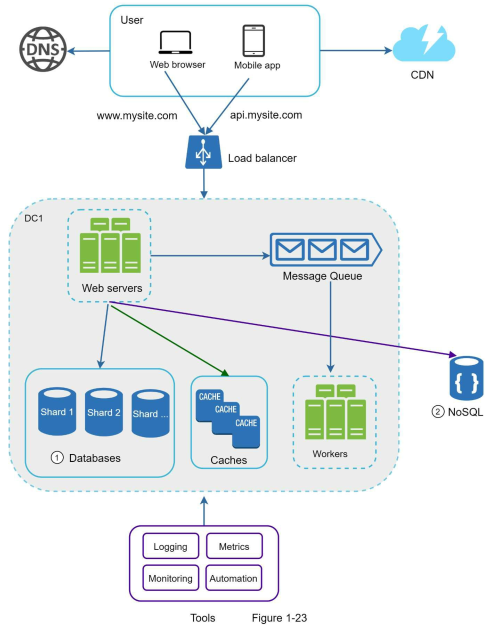 User
DNS
Web browser
Mobile app
CDN
www.mysite.com
api.mysite.com
Load balancer
DC1
Web servers
Message Queue
Shard 1
Shard 2
Shard ...
1 Databases
CACHE
CACHE
CACHE
Caches
Workers
{ }
2 NoSQL
Logging
Metrics
Monitoring
Automation
Tools
Figure 1-23